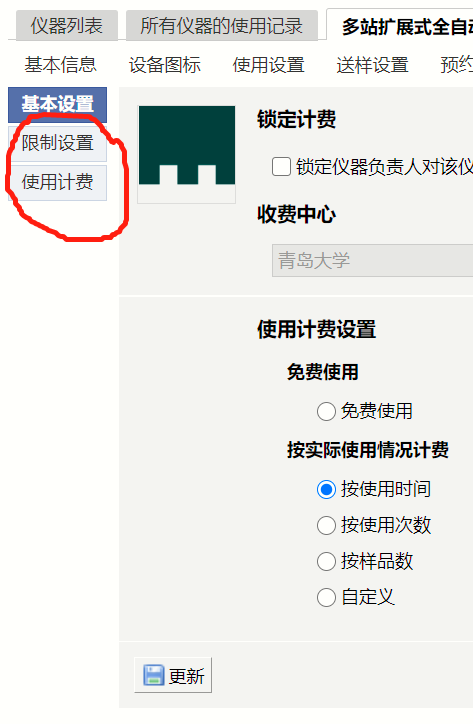 仪器列表 所有仪器的使用记录 多站扩展式全自动
基本信息 设备图标 使用设置 送样设置 预约
基本设置
限制设置
使用计费
锁定计费
锁定仪器负责人对该仪
收费中心
青岛大学
使用计费设置
免费使用
免费使用
按实际使用情况计费
按使用时间
按使用次数
按样品数
自定义
更新